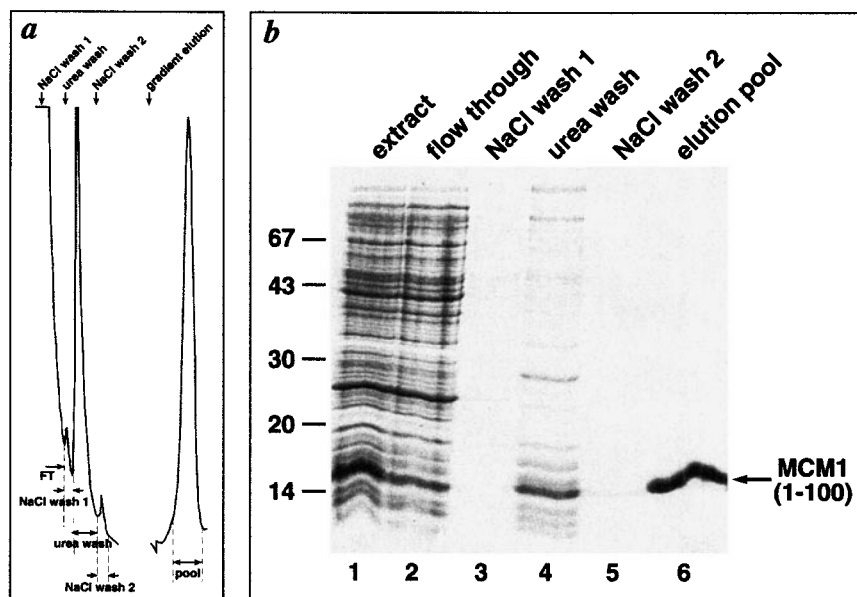 a
NaCl wash 1
urea wash
NaCl wash 2
gradient elution
FT
NaCl wash 1
urea wash
NaCl wash 2
pool
b
extract
flow through
NaCl wash 1
urea wash
NaCl wash 2
elution pool
67
43
30
20
14
MCM1
(1-100)
1 2 3 4 5 6